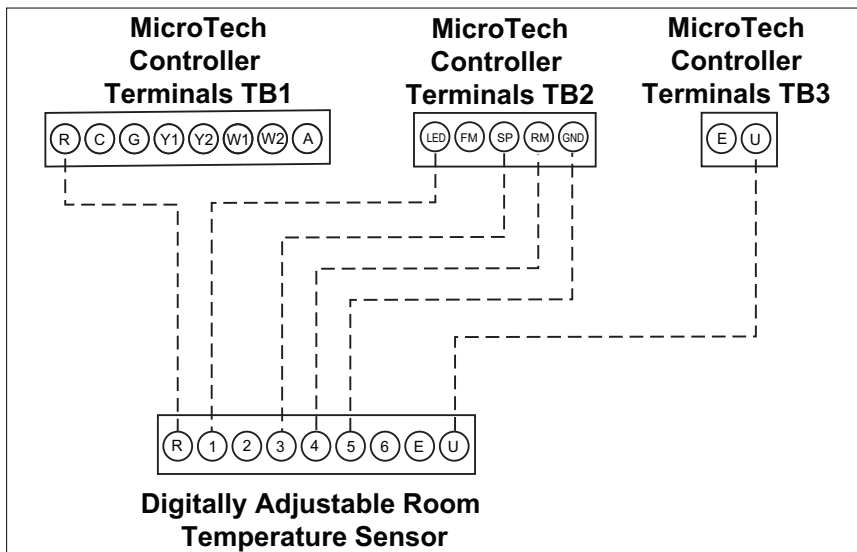 MicroTech
Controller
Terminals TB1
MicroTech
Controller
Terminals TB2
MicroTech
Controller
Terminals TB3
R C G Y1 Y2 W1 W2 A
LED FM SP RM GND
E U
R 1 2 3 4 5 6 E U
Digitally Adjustable Room
Temperature Sensor